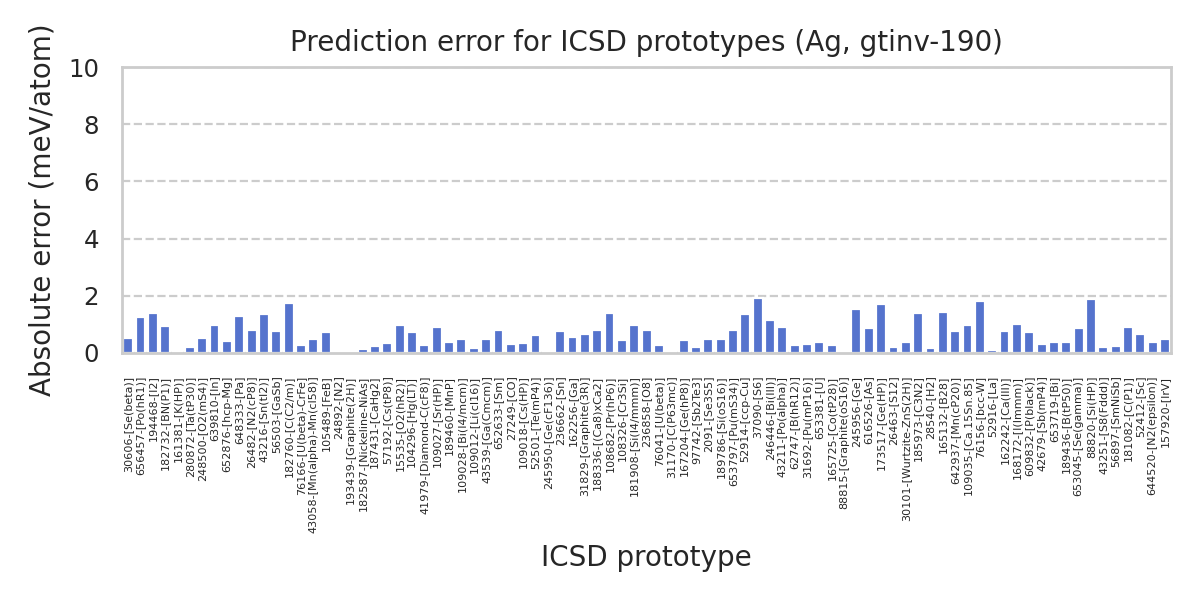 Prediction error for ICSD prototypes (Ag, gtinv-190)
Absolute error (meV/atom)
10
8
6
4
2
0
30606-[Se(beta)]
656457-[Po(hR1)]
194468-[I2]
182732-[BN(P1)]
161381-[K(HP)]
280872-[Ta(tP30)]
248500-[O2(mS4)]
639810-[In]
652876-[hcp-Mg]
648333-[Pa]
26482-[N2(cP8)]
43216-[Sn(tI2)]
56503-[GaSb]
182760-[C(C2/m)]
76166-[U(beta)-CrFe]
43058-[Mn(alpha)-Mn(cI58)]
105489-[FeB]
24892-[N2]
193439-[Graphite(2H)]
182587-[Nickeline-NiAs]
187431-[CaHg2]
57192-[Cs(tP8)]
15535-[O2(hR2)]
104296-[Hg(LT)]
41979-[Diamond-C(cF8)]
109027-[Sr(HP)]
189460-[MnP]
109028-[Bi(I4/mcm)]
109012-[Li(cI16)]
43539-[Ga(Cmcm)]
652633-[Sm]
27249-[CO]
109018-[Cs(HP)]
52501-[Te(mP4)]
245950-[Ge(cF136)]
236662-[Sn]
162256-[Ga]
31829-[Graphite(3R)]
188336-[(Ca8)xCa2]
108682-[Pr(hP6)]
108326-[Cr3Si]
181908-[Si(I4/mmm)]
236858-[O8]
76041-[U(beta)]
31170-[C(P63mc)]
167204-[Ge(hP8)]
97742-[Sb2Te3]
2091-[Se3S5]
189786-[Si(oS16)]
653797-[Pu(mS34)]
52914-[ccp-Cu]
37090-[S6]
246446-[Bi(III)]
43211-[Po(alpha)]
62747-[B(hR12)]
31692-[Pu(mP16)]
653381-[U]
165725-[Co(tP28)]
88815-[Graphite(oS16)]
245956-[Ge]
616526-[As]
173517-[Ge(HP)]
26463-[S12]
30101-[Wurtzite-ZnS(2H)]
185973-[C3N2]
28540-[H2]
165132-[B28]
642937-[Mn(cP20)]
109035-[Ca.15Sn.85]
76156-[bcc-W]
52916-[La]
162242-[Ca(III)]
168172-[I(Immm)]
609832-[P(black)]
42679-[Sb(mP4)]
653719-[Bi]
189436-[B(tP50)]
653045-[Se(gamma)]
88820-[Si(HP)]
43251-[S8(Fddd)]
56897-[SmNiSb]
181082-[C(P1)]
52412-[Sc]
644520-[N2(epsilon)]
157920-[IrV]
ICSD prototype